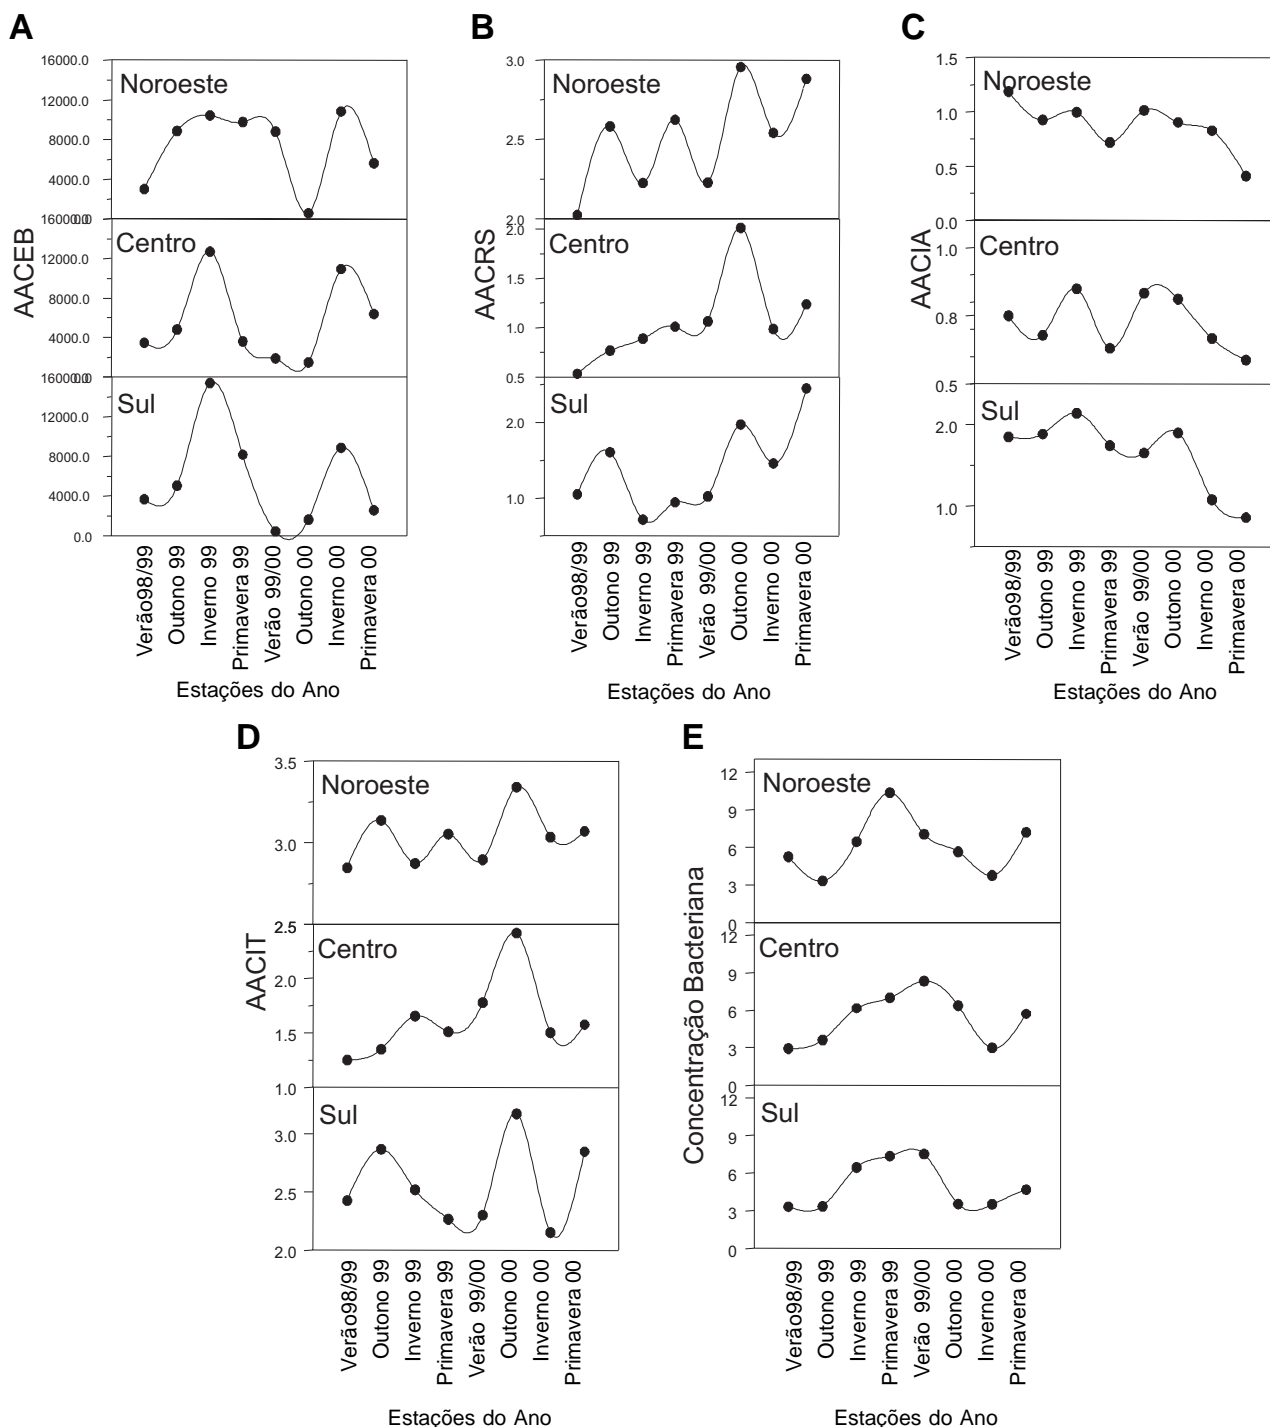 A
AACEB
16000.0
Noroeste
12000.0
8000.0
4000.0
16000.0
Centro
12000.0
8000.0
4000.0
16000.0
Sul
12000.0
8000.0
4000.0
0.0
Verão98/99
Outono 99
Inverno 99
Primavera 99
Verão 99/00
Outono 00
Inverno 00
Primavera 00
Estações do Ano
B
AACRS
3.0
Noroeste
2.5
2.0
2.0
Centro
1.5
1.0
0.5
Sul
2.0
1.0
Verão98/99
Outono 99
Inverno 99
Primavera 99
Verão 99/00
Outono 00
Inverno 00
Primavera 00
Estações do Ano
C
AACIA
1.5
Noroeste
1.0
0.5
0.0
Centro
1.0
0.8
0.5
Sul
2.0
1.0
Verão98/99
Outono 99
Inverno 99
Primavera 99
Verão 99/00
Outono 00
Inverno 00
Primavera 00
Estações do Ano
D
AACIT
3.5
Noroeste
3.0
2.5
Centro
2.0
1.5
1.0
Sul
3.0
2.5
2.0
Verão98/99
Outono 99
Inverno 99
Primavera 99
Verão 99/00
Outono 00
Inverno 00
Primavera 00
Estações do Ano
E
Concentração Bacteriana
12
Noroeste
9
6
3
0
12
Centro
9
6
3
0
12
Sul
9
6
3
0
Verão98/99
Outono 99
Inverno 99
Primavera 99
Verão 99/00
Outono 00
Inverno 00
Primavera 00
Estações do Ano